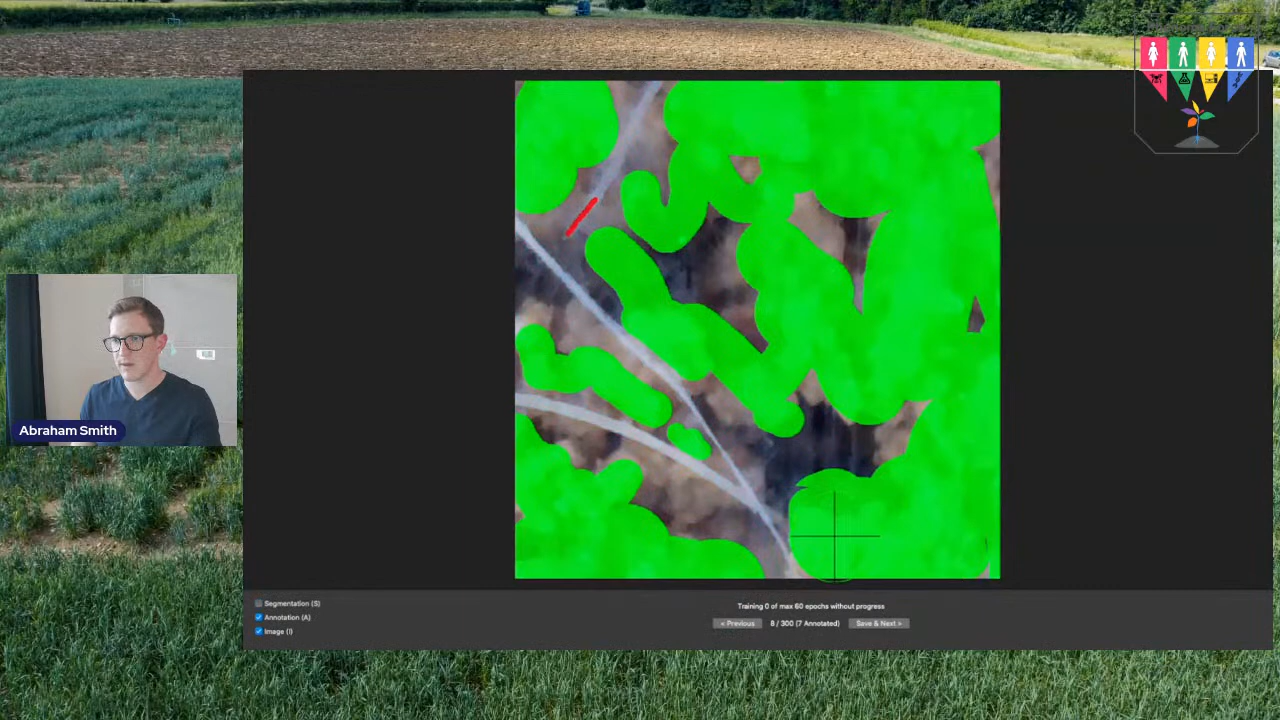 Abraham Smith
Segmentation (S)
Annotation (A)
Image (I)
Training 0 of max 60 epochs without progress
< Previous
8 / 300 (7 Annotated)
Save & Next >